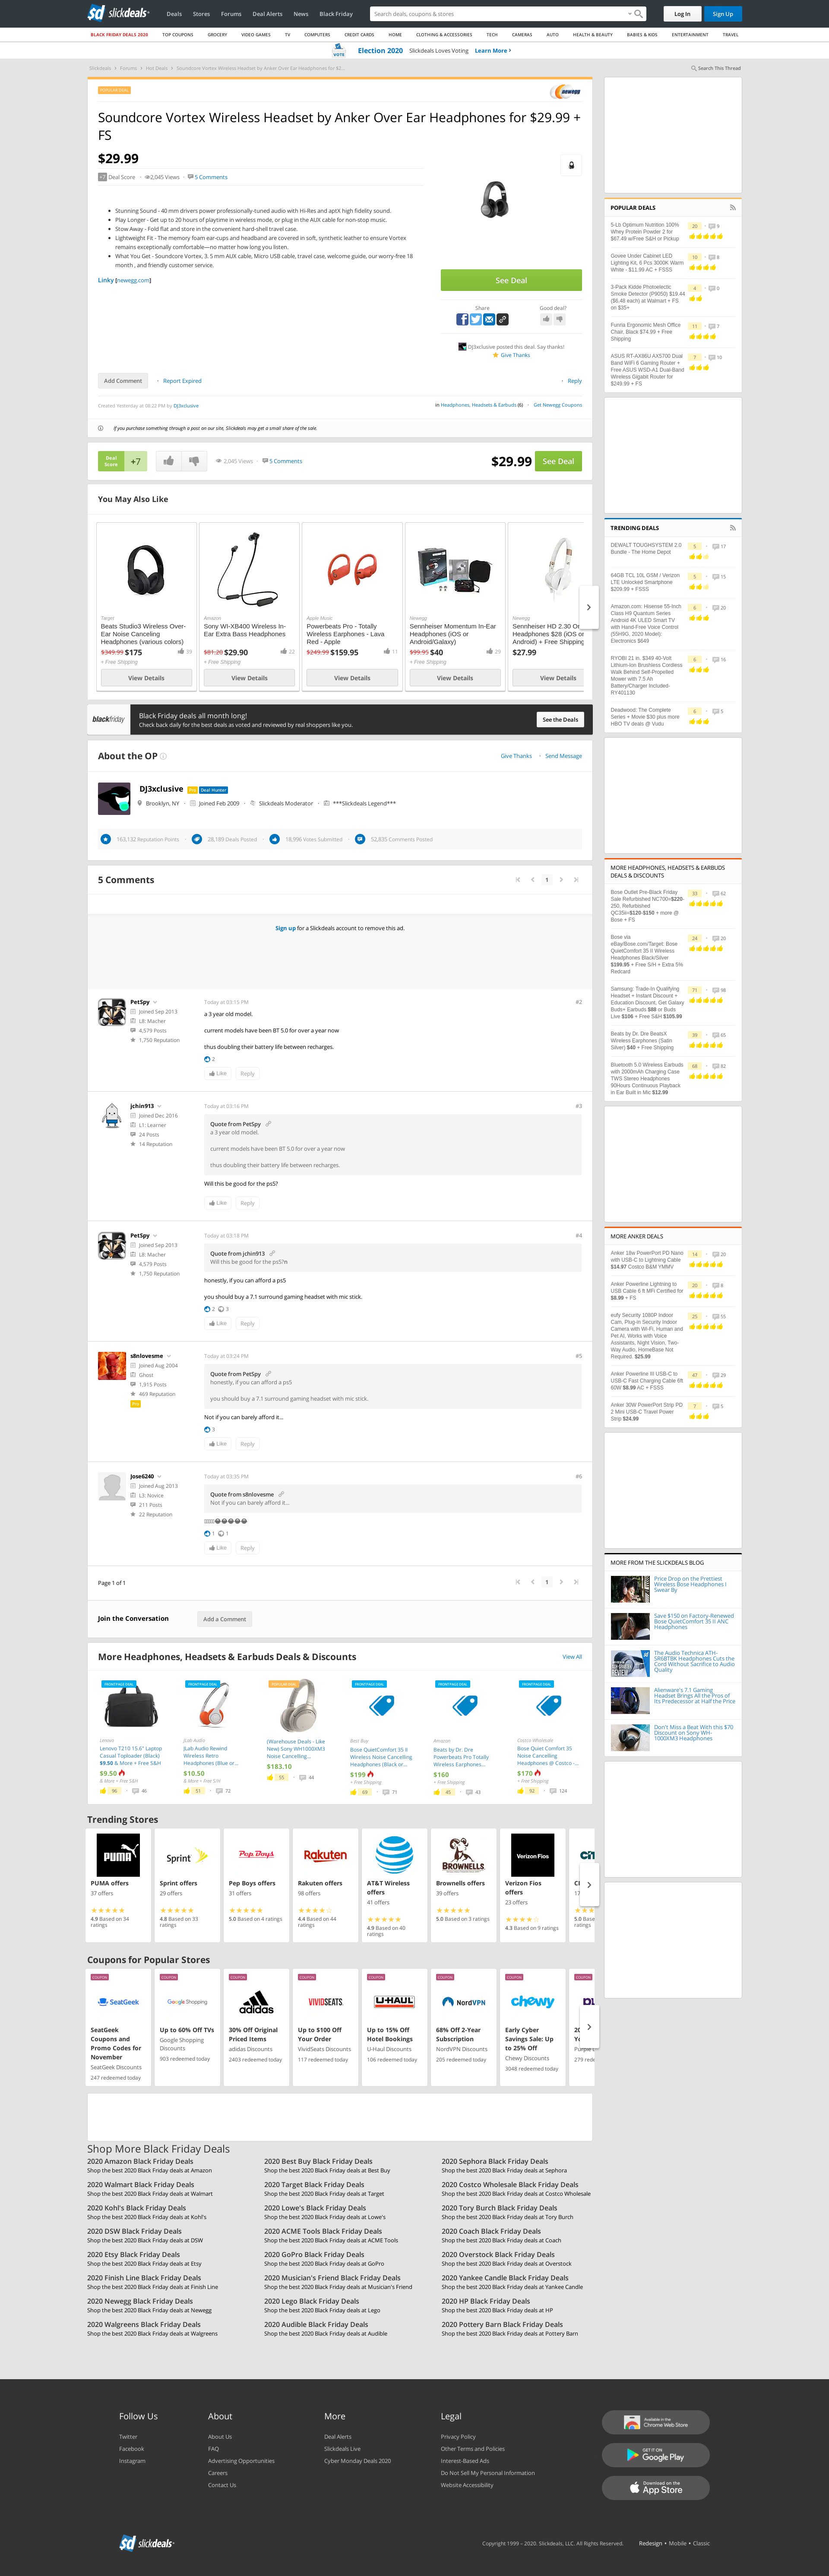 slickdeals
Deals Stores Forums Deal Alerts News Black Friday
Search deals, coupons & stores
Log In Sign Up
BLACK FRIDAY DEALS 2020 TOP COUPONS GROCERY VIDEO GAMES TV COMPUTERS CREDIT CARDS HOME CLOTHING & ACCESSORIES TECH CAMERAS AUTO HEALTH & BEAUTY BABIES & KIDS ENTERTAINMENT TRAVEL
VOTE Election 2020 Slickdeals Loves Voting Learn More
Slickdeals Forums Hot Deals Soundcore Vortex Wireless Headset by Anker Over Ear Headphones for $2...
Search This Thread
POPULAR DEAL
newegg
Soundcore Vortex Wireless Headset by Anker Over Ear Headphones for $29.99 +
FS
$29.99
+7 Deal Score 2,045 Views 5 Comments
Stunning Sound - 40 mm drivers power professionally-tuned audio with Hi-Res and aptX high fidelity sound.
Play Longer - Get up to 20 hours of playtime in wireless mode, or plug in the AUX cable for non-stop music.
Stow Away - Fold flat and store in the convenient hard-shell travel case.
Lightweight Fit - The memory foam ear-cups and headband are covered in soft, synthetic leather to ensure Vortex
remains exceptionally comfortable—no matter how long you listen.
What You Get - Soundcore Vortex, 3. 5 mm AUX cable, Micro USB cable, travel case, welcome guide, our worry-free 18
month , and friendly customer service.
Linky [newegg.com]
See Deal
Share Good deal?
DJ3xclusive posted this deal. Say thanks!
Give Thanks
Add Comment Report Expired Reply
Created Yesterday at 08:22 PM by DJ3xclusive
in Headphones, Headsets & Earbuds (6) Get Newegg Coupons
If you purchase something through a post on our site, Slickdeals may get a small share of the sale.
Deal
Score +7 2,045 Views 5 Comments $29.99 See Deal
You May Also Like
Target
Beats Studio3 Wireless Over-
Ear Noise Canceling
Headphones (various colors)
$349.99 $175 39
+ Free Shipping
View Details
Amazon
Sony WI-XB400 Wireless In-
Ear Extra Bass Headphones
$81.20 $29.90 22
+ Free Shipping
View Details
Apple Music
Powerbeats Pro - Totally
Wireless Earphones - Lava
Red - Apple
$249.99 $159.95 11
View Details
Newegg
Sennheiser Momentum In-Ear
Headphones (iOS or
Android/Galaxy)
$99.95 $40 29
+ Free Shipping
View Details
Newegg
Sennheiser HD 2.30 On
Headphones $28 (iOS or
Android) + Free Shipping
$27.99
View Details
blackfriday
Black Friday deals all month long!
Check back daily for the best deals as voted and reviewed by real shoppers like you.
See the Deals
About the OP
Give Thanks Send Message
DJ3xclusive Pro Deal Hunter
Brooklyn, NY Joined Feb 2009 Slickdeals Moderator ***Slickdeals Legend***
163,132 Reputation Points 28,189 Deals Posted 18,996 Votes Submitted 52,835 Comments Posted
5 Comments
1
Sign up for a Slickdeals account to remove this ad.
PetSpy
Joined Sep 2013
L8: Macher
4,579 Posts
1,750 Reputation
Today at 03:15 PM #2
a 3 year old model.
current models have been BT 5.0 for over a year now
thus doubling their battery life between recharges.
2
Like Reply
jchin913
Joined Dec 2016
L1: Learner
24 Posts
14 Reputation
Today at 03:16 PM #3
Quote from PetSpy
a 3 year old model.
current models have been BT 5.0 for over a year now
thus doubling their battery life between recharges.
Will this be good for the ps5?
Like Reply
PetSpy
Joined Sep 2013
L8: Macher
4,579 Posts
1,750 Reputation
Today at 03:18 PM #4
Quote from jchin913
Will this be good for the ps5?n
honestly, if you can afford a ps5
you should buy a 7.1 surround gaming headset with mic stick.
2 3
Like Reply
s8nlovesme
Joined Aug 2004
Ghost
1,915 Posts
469 Reputation
Pro
Today at 03:24 PM #5
Quote from PetSpy
honestly, if you can afford a ps5
you should buy a 7.1 surround gaming headset with mic stick.
Not if you can barely afford it...
3
Like Reply
Jose6240
Joined Aug 2013
L3: Novice
211 Posts
22 Reputation
Today at 03:35 PM #6
Quote from s8nlovesme
Not if you can barely afford it...
😂😂😂😂😂
1 1
Like Reply
Page 1 of 1
1
Join the Conversation Add a Comment
More Headphones, Headsets & Earbuds Deals & Discounts View All
FRONTPAGE DEAL
Lenovo
Lenovo T210 15.6" Laptop
Casual Toploader (Black)
$9.50 & More + Free S&H
$9.50
& More + Free S&H
96 46
FRONTPAGE DEAL
JLab Audio
JLab Audio Rewind
Wireless Retro
Headphones (Blue or...
$10.50
& More + Free S/H
51 72
POPULAR DEAL
(Warehouse Deals - Like
New) Sony WH1000XM3
Noise Cancelling...
$183.10
55 44
FRONTPAGE DEAL
Best Buy
Bose QuietComfort 35 II
Wireless Noise Cancelling
Headphones (Black or...
$199
+ Free Shipping
69 71
FRONTPAGE DEAL
Amazon
Beats by Dr. Dre
Powerbeats Pro Totally
Wireless Earphones...
$160
+ Free Shipping
45 43
FRONTPAGE DEAL
Costco Wholesale
Bose Quiet Comfort 35
Noise Cancelling
Headphones @ Costco -...
$170
+ Free Shipping
92 124
Trending Stores
PUMA
PUMA offers
37 offers
4.9 Based on 34
ratings
Sprint
Sprint offers
29 offers
4.8 Based on 33
ratings
Pep Boys
Pep Boys offers
31 offers
5.0 Based on 4 ratings
Rakuten
Rakuten offers
98 offers
4.4 Based on 44
ratings
AT&T Wireless
offers
41 offers
4.9 Based on 40
ratings
BROWNELLS
Brownells offers
39 offers
5.0 Based on 3 ratings
Verizon Fios
Verizon Fios
offers
23 offers
4.3 Based on 9 ratings
Coupons for Popular Stores
COUPON
SeatGeek
SeatGeek
Coupons and
Promo Codes for
November
SeatGeek Discounts
247 redeemed today
COUPON
Google Shopping
Up to 60% Off TVs
Google Shopping
Discounts
903 redeemed today
COUPON
adidas
30% Off Original
Priced Items
adidas Discounts
2403 redeemed today
COUPON
VIVIDSEATS
Up to $100 Off
Your Order
VividSeats Discounts
117 redeemed today
COUPON
U-HAUL
Up to 15% Off
Hotel Bookings
U-Haul Discounts
106 redeemed today
COUPON
NordVPN
68% Off 2-Year
Subscription
NordVPN Discounts
205 redeemed today
COUPON
chewy
Early Cyber
Savings Sale: Up
to 25% Off
Chewy Discounts
3048 redeemed today
Shop More Black Friday Deals
2020 Amazon Black Friday Deals
Shop the best 2020 Black Friday deals at Amazon
2020 Best Buy Black Friday Deals
Shop the best 2020 Black Friday deals at Best Buy
2020 Sephora Black Friday Deals
Shop the best 2020 Black Friday deals at Sephora
2020 Walmart Black Friday Deals
Shop the best 2020 Black Friday deals at Walmart
2020 Target Black Friday Deals
Shop the best 2020 Black Friday deals at Target
2020 Costco Wholesale Black Friday Deals
Shop the best 2020 Black Friday deals at Costco Wholesale
2020 Kohl's Black Friday Deals
Shop the best 2020 Black Friday deals at Kohl's
2020 Lowe's Black Friday Deals
Shop the best 2020 Black Friday deals at Lowe's
2020 Tory Burch Black Friday Deals
Shop the best 2020 Black Friday deals at Tory Burch
2020 DSW Black Friday Deals
Shop the best 2020 Black Friday deals at DSW
2020 ACME Tools Black Friday Deals
Shop the best 2020 Black Friday deals at ACME Tools
2020 Coach Black Friday Deals
Shop the best 2020 Black Friday deals at Coach
2020 Etsy Black Friday Deals
Shop the best 2020 Black Friday deals at Etsy
2020 GoPro Black Friday Deals
Shop the best 2020 Black Friday deals at GoPro
2020 Overstock Black Friday Deals
Shop the best 2020 Black Friday deals at Overstock
2020 Finish Line Black Friday Deals
Shop the best 2020 Black Friday deals at Finish Line
2020 Musician's Friend Black Friday Deals
Shop the best 2020 Black Friday deals at Musician's Friend
2020 Yankee Candle Black Friday Deals
Shop the best 2020 Black Friday deals at Yankee Candle
2020 Newegg Black Friday Deals
Shop the best 2020 Black Friday deals at Newegg
2020 Lego Black Friday Deals
Shop the best 2020 Black Friday deals at Lego
2020 HP Black Friday Deals
Shop the best 2020 Black Friday deals at HP
2020 Walgreens Black Friday Deals
Shop the best 2020 Black Friday deals at Walgreens
2020 Audible Black Friday Deals
Shop the best 2020 Black Friday deals at Audible
2020 Pottery Barn Black Friday Deals
Shop the best 2020 Black Friday deals at Pottery Barn
POPULAR DEALS
5-Lb Optimum Nutrition 100%
Whey Protein Powder 2 for
$67.49 w/Free S&H or Pickup
20 9
Govee Under Cabinet LED
Lighting Kit, 6 Pcs 3000K Warm
White - $11.99 AC + FSSS
10 8
3-Pack Kidde Photoelectic
Smoke Detector (P9050) $19.44
($6.48 each) at Walmart + FS
on $35+
4 0
Furinia Ergonomic Mesh Office
Chair, Black $74.99 + Free
Shipping
11 7
ASUS RT-AX86U AX5700 Dual
Band WiFi 6 Gaming Router +
Free ASUS WSD-A1 Dual-Band
Wireless Gigabit Router for
$249.99 + FS
7 10
TRENDING DEALS
DEWALT TOUGHSYSTEM 2.0
Bundle - The Home Depot
5 17
64GB TCL 10L GSM / Verizon
LTE Unlocked Smartphone
$209.99 + FSSS
5 15
Amazon.com: Hisense 55-Inch
Class H9 Quantum Series
Android 4K ULED Smart TV
with Hand-Free Voice Control
(55H9G, 2020 Model):
Electronics $649
6 20
RYOBI 21 in. $349 40-Volt
Lithium-Ion Brushless Cordless
Walk Behind Self-Propelled
Mower with 7.5 Ah
Battery/Charger Included-
RY401130
6 16
Deadwood: The Complete
Series + Movie $30 plus more
HBO TV deals @ Vudu
6 5
MORE HEADPHONES, HEADSETS & EARBUDS
DEALS & DISCOUNTS
Bose Outlet Pre-Black Friday
Sale Refurbished NC700=$220-
250, Refurbished
QC35ii=$120-$150 + more @
Bose + FS
33 62
Bose via
eBay/Bose.com/Target: Bose
QuietComfort 35 II Wireless
Headphones Black/Silver
$199.95 + Free S/H + Extra 5%
Redcard
24 20
Samsung: Trade-In Qualifying
Headset + Instant Discount +
Education Discount, Get Galaxy
Buds+ Earbuds $88 or Buds
Live $106 + Free S&H $105.99
71 98
Beats by Dr. Dre BeatsX
Wireless Earphones (Satin
Silver) $40 + Free Shipping
39 65
Bluetooth 5.0 Wireless Earbuds
with 2000mAh Charging Case
TWS Stereo Headphones
90Hours Continuous Playback
in Ear Built in Mic $12.99
68 82
MORE ANKER DEALS
Anker 18w PowerPort PD Nano
with USB-C to Lightning Cable
$14.97 Costco B&M YMMV
14 20
Anker Powerline Lightning to
USB Cable 6 ft MFi Certified for
$8.99 + FS
20 8
eufy Security 1080P Indoor
Cam, Plug-in Security Indoor
Camera with Wi-Fi, Human and
Pet AI, Works with Voice
Assistants, Night Vision, Two-
Way Audio, HomeBase Not
Required. $25.99
25 55
Anker Powerline III USB-C to
USB-C Fast Charging Cable 6ft
60W $8.99 AC + FSSS
47 29
Anker 30W PowerPort Strip PD
2 Mini USB-C Travel Power
Strip $24.99
7 5
MORE FROM THE SLICKDEALS BLOG
Price Drop on the Prettiest
Wireless Bose Headphones I
Swear By
Save $150 on Factory-Renewed
Bose QuietComfort 35 II ANC
Headphones
The Audio Technica ATH-
SR6BTBK Headphones Cuts the
Cord Without Sacrifice to Audio
Quality
Alienware's 7.1 Gaming
Headset Brings All the Pros of
Its Predecessor at Half the Price
Don't Miss a Beat With this $70
Discount on Sony WH-
1000XM3 Headphones
Follow Us
Twitter
Facebook
Instagram
About
About Us
FAQ
Advertising Opportunities
Careers
Contact Us
More
Deal Alerts
Slickdeals Live
Cyber Monday Deals 2020
Legal
Privacy Policy
Other Terms and Policies
Interest-Based Ads
Do Not Sell My Personal Information
Website Accessibility
Available in the
Chrome Web Store
GET IT ON
Google Play
Download on the
App Store
slickdeals
Copyright 1999 – 2020, Slickdeals, LLC. All Rights Reserved. Redesign • Mobile • Classic